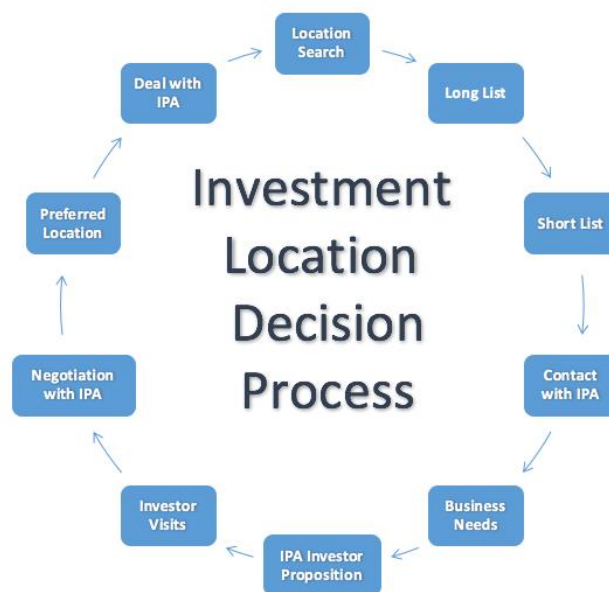 Location
Search
Long List
Short List
Contact
with IPA
Business
Needs
IPA Investor
Proposition
Investor
Visits
Negotiation
with IPA
Preferred
Location
Deal with
IPA
Investment
Location
Decision
Process